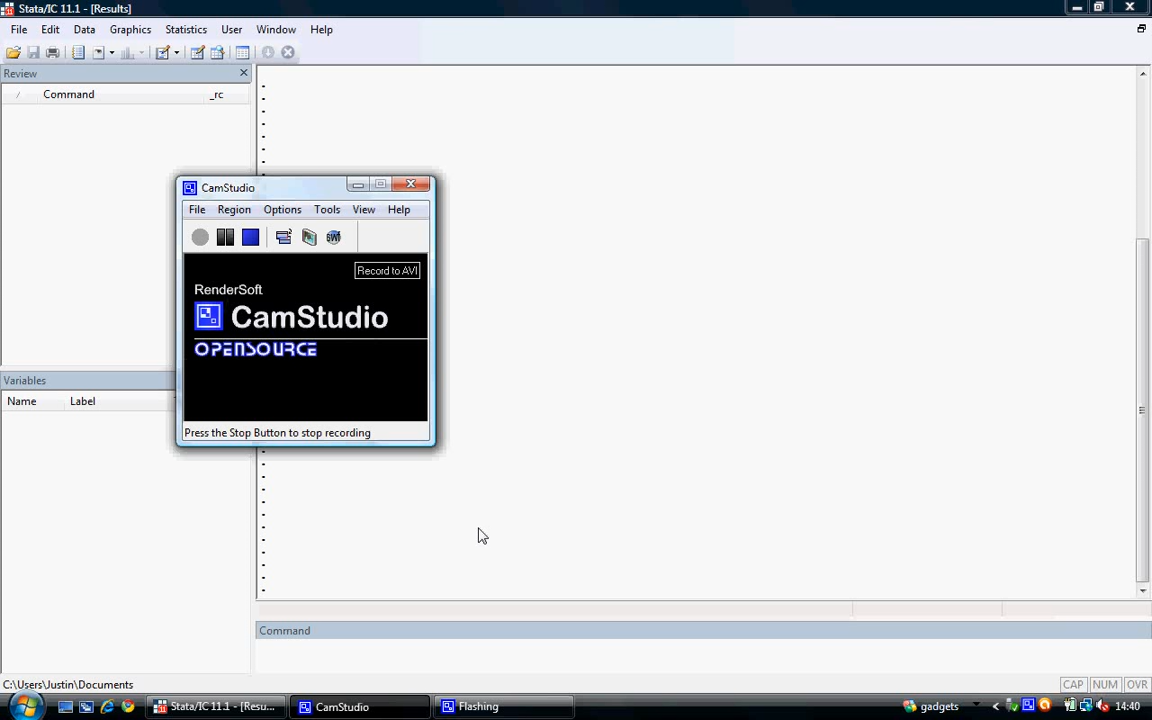 Stata/IC 11.1 - [Results]
File Edit Data Graphics Statistics User Window Help
Review
Command _rc
CamStudio
File Region Options Tools View Help
SWF
Record to AVI
RenderSoft
CamStudio
OPENSOURCE
Press the Stop Button to stop recording
Variables
Name Label
Command
C:\Users\Justin\Documents
CAP NUM OVR
Stata/IC 11.1 - [Resu...
CamStudio
Flashing
gadgets
14:40